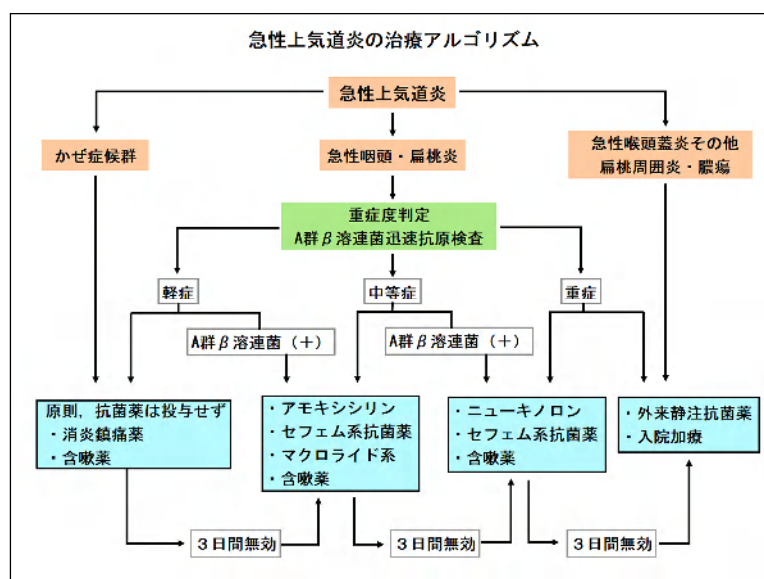 急性上気道炎の治療アルゴリズム
急性上気道炎
かぜ症候群
急性咽頭・扁桃炎
急性喉頭蓋炎その他
扁桃周囲炎・膿瘍
重症度判定
A群β溶連菌迅速抗原検査
軽症
中等症
重症
A群β溶連菌（＋）
A群β溶連菌（＋）
原則，抗菌薬は投与せず
・消炎鎮痛薬
・含嗽薬
・アモキシシリン
・セフェム系抗菌薬
・マクロライド系
・含嗽薬
・ニューキノロン
・セフェム系抗菌薬
・含嗽薬
・外来静注抗菌薬
・入院加療
３日間無効
３日間無効
３日間無効